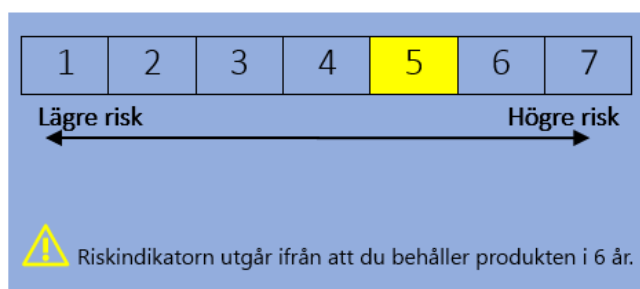 1 2 3 4 5 6 7
Lägre risk Högre risk
Riskindikatorn utgår ifrån att du behåller produkten i 6 år.